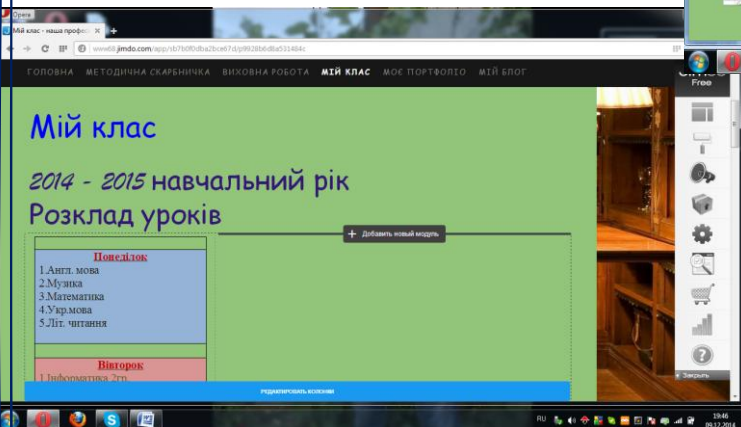 Opera
Мій клас - наша профес
www68.jimdo.com/app/
ГОЛОВНА МЕТОДИЧНА СКАРБНИЧКА ВИХОВНА РОБОТА МІЙ КЛАС МОЄ ПОРТФОЛІО МІЙ БЛОГ
Free
Мій клас
2014 - 2015 навчальний рік
Розклад уроків
+ Добавить новый модуль
Понеділок
1.Англ. мова
2.Музика
3.Математика
4.Укр.мова
5.Літ. читання
Вівторок
1.Інформатика 2гр.
Закрыть
РЕДАКТИРОВАТЬ КОЛОНКИ
RU
19:46
09.12.2014